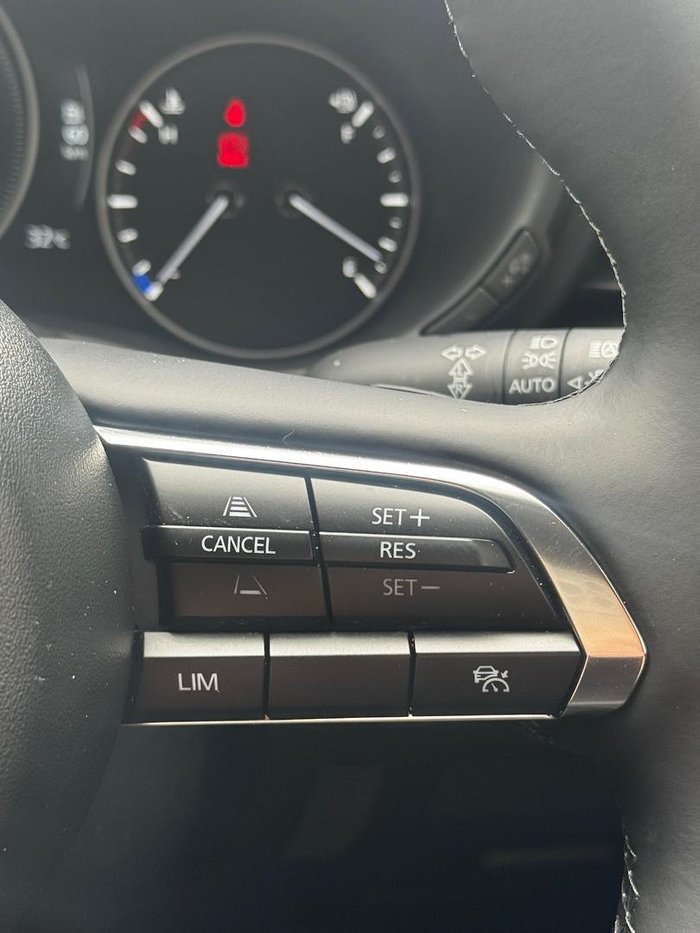 H
E
32°C
F
AUTO
SET+
CANCEL
RES
SET−
LIM